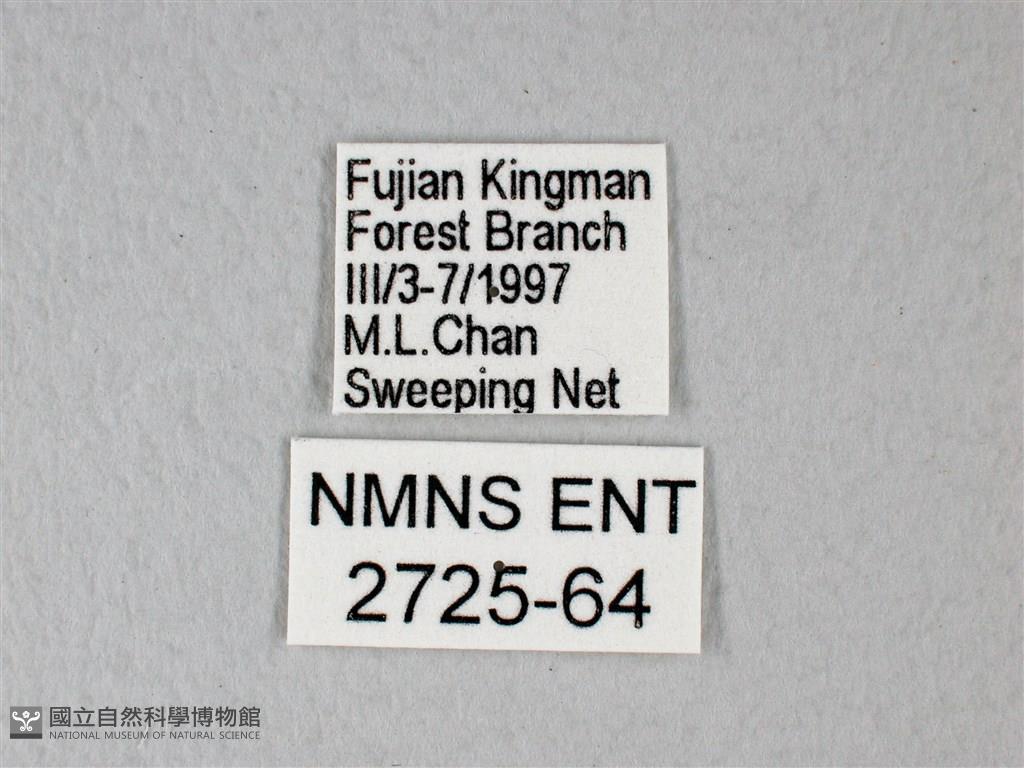 Fujian Kingman
Forest Branch
III/3-7/1997
M.L.Chan
Sweeping Net
NMNS ENT
2725-64
國立自然科學博物館
NATIONAL MUSEUM OF NATURAL SCIENCE